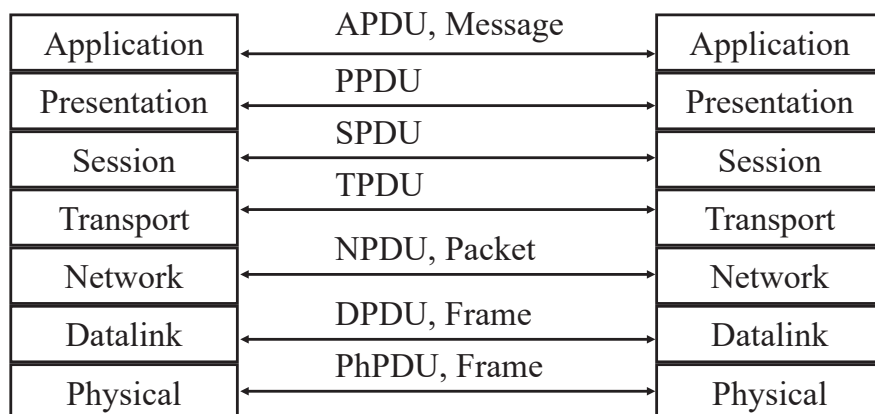 APDU, Message
Application Application
PPDU
Presentation Presentation
SPDU
Session Session
TPDU
Transport Transport
NPDU, Packet
Network Network
DPDU, Frame
Datalink Datalink
PhPDU, Frame
Physical Physical